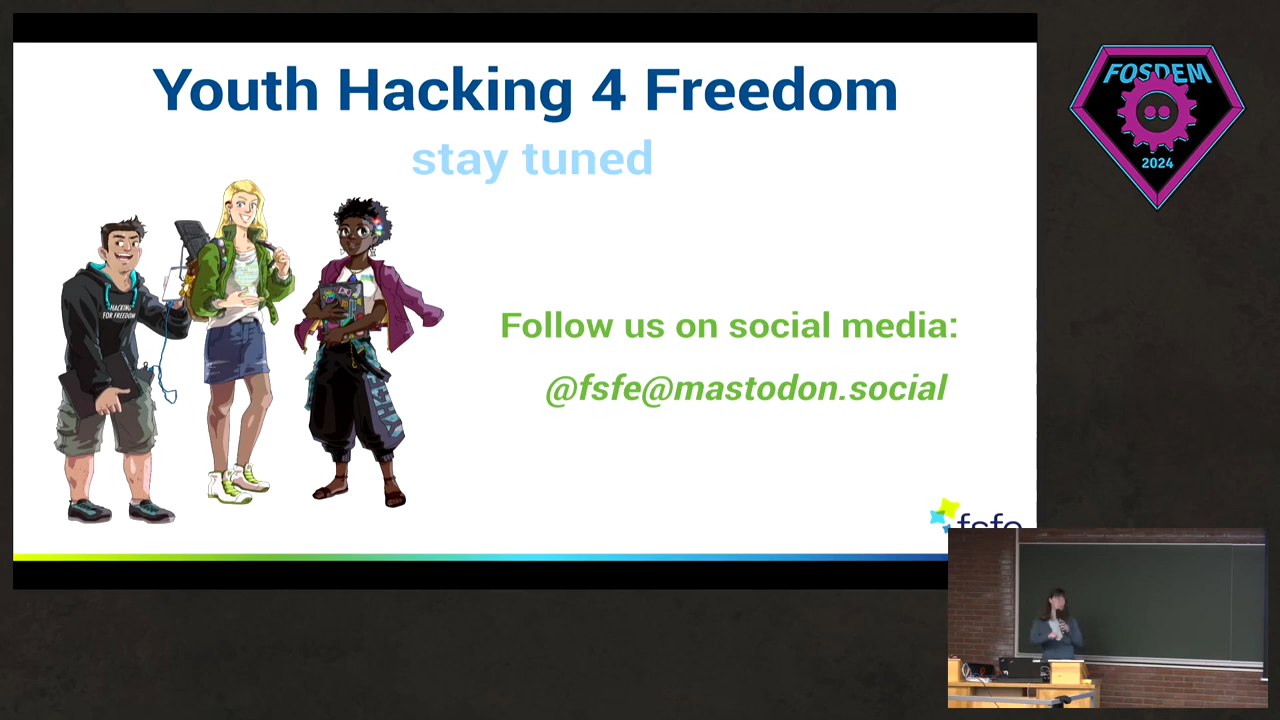 Youth Hacking 4 Freedom
stay tuned
HACKING
FOR FREEDOM
Follow us on social media:
@fsfe@mastodon.social
fsfe
FOSDEM
2024